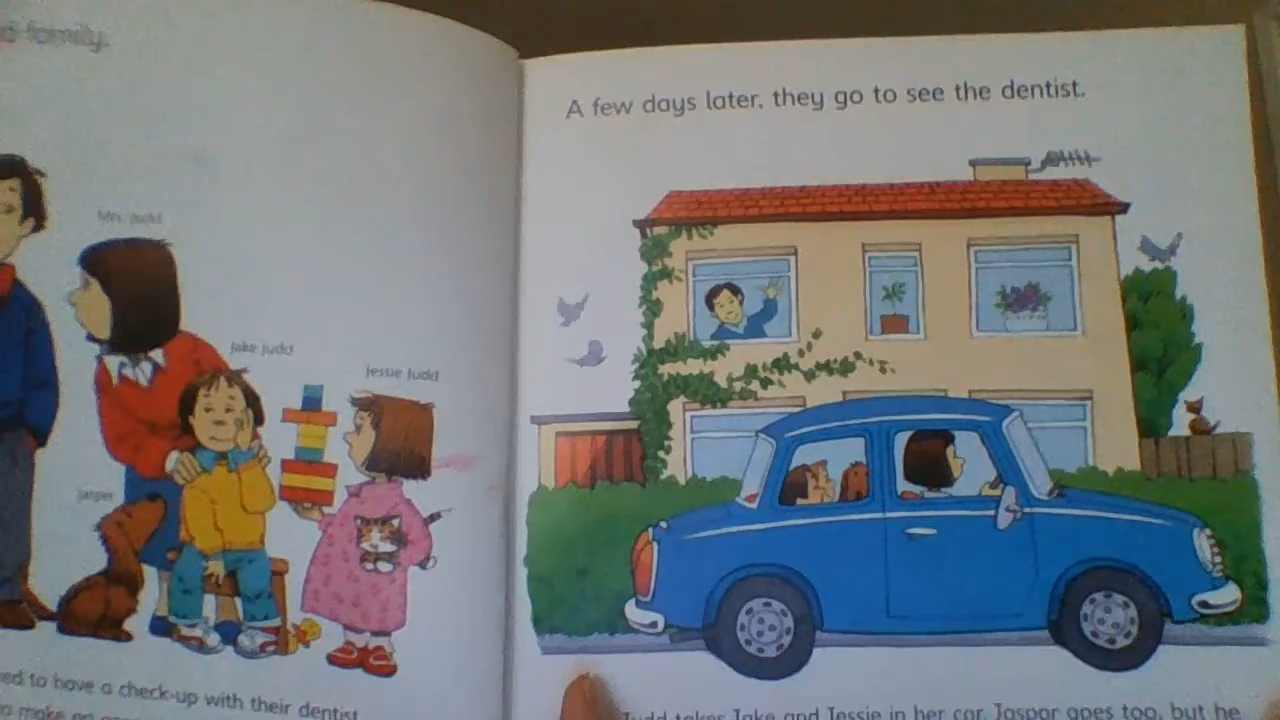 family.
Mrs. Judd
Jake Judd
Jessie Judd
Jasper
to have a check-up with their dentist
A few days later, they go to see the dentist.
takes Jake and Jessie in her car. Jasper goes too, but he